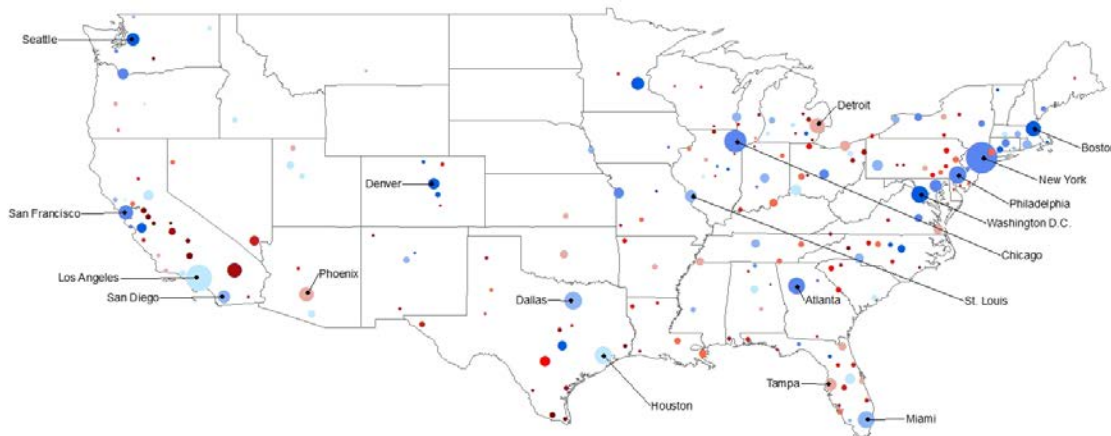 Seattle
Detroit
Boston
Denver
New York
Philadelphia
San Francisco
Washington D.C.
Chicago
Los Angeles
Phoenix
San Diego
Dallas
Atlanta
St. Louis
Tampa
Houston
Miami